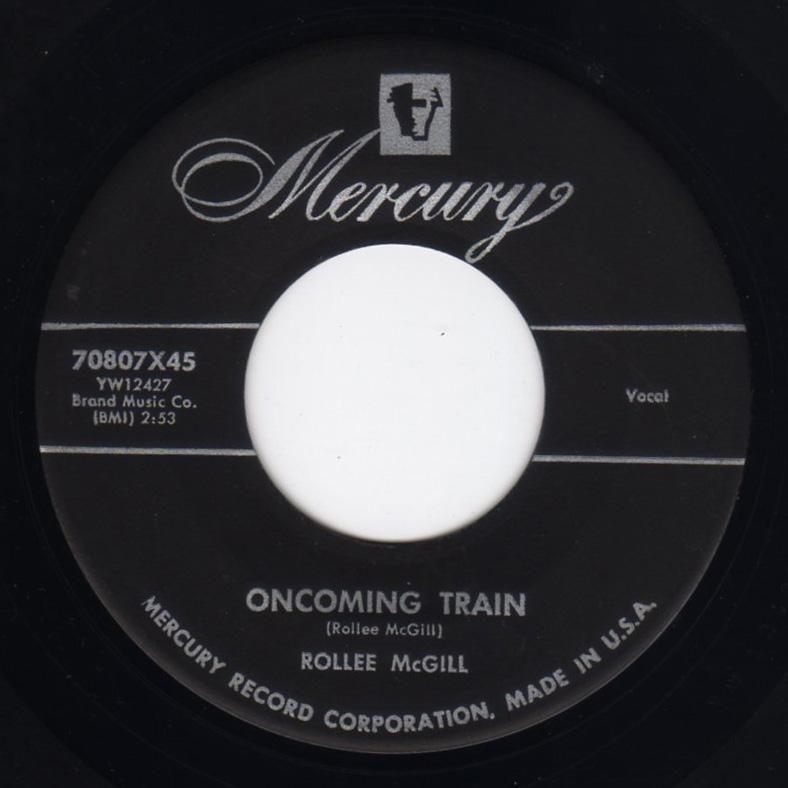 Mercury
70807X45
YW12427
Brand Music Co.
(BMI) 2:53
Vocal
ONCOMING TRAIN
(Rollee McGill)
ROLLEE McGILL
MERCURY RECORD CORPORATION. MADE IN U.S.A.